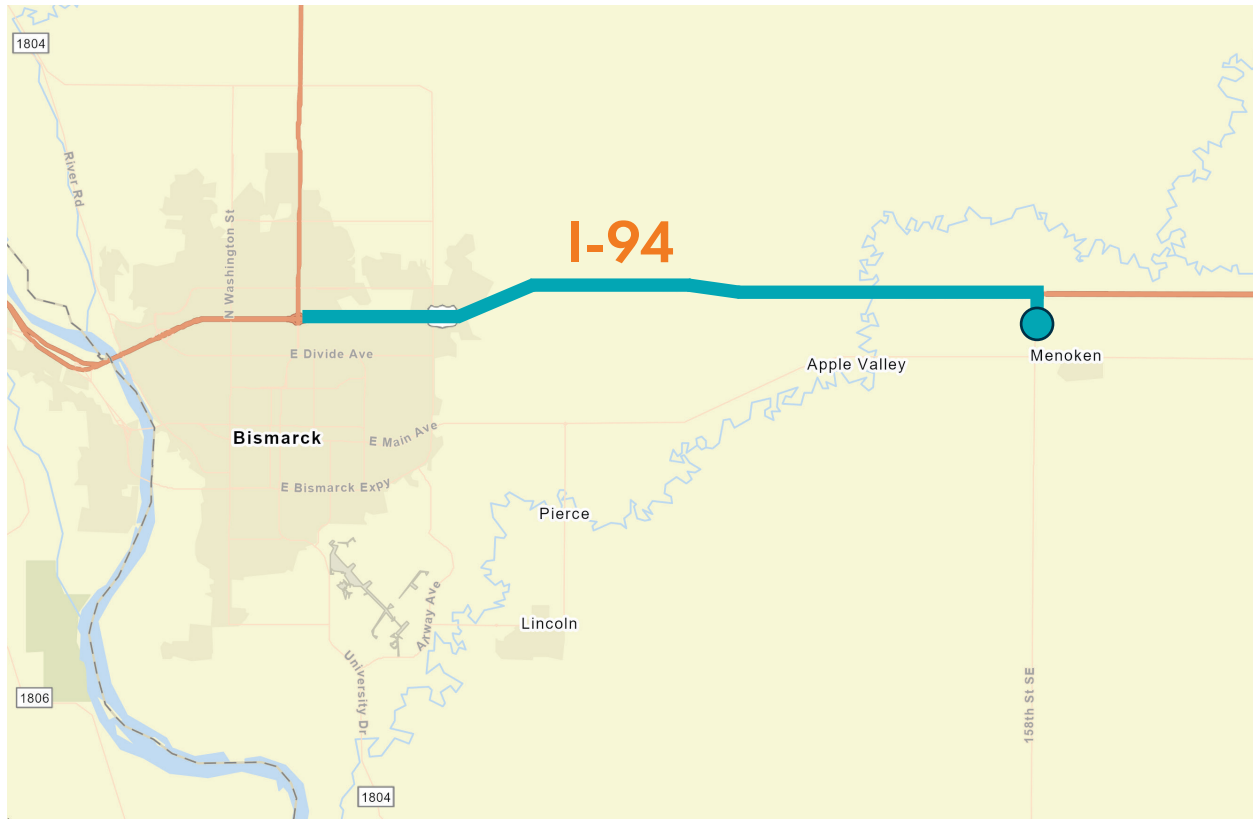 1804
River Rd
N Washington St
I-94
E Divide Ave
Apple Valley
Menoken
Bismarck
E Main Ave
E Bismarck Expy
Pierce
Lincoln
Airway Ave
University Dr
158th St SE
1806
1804